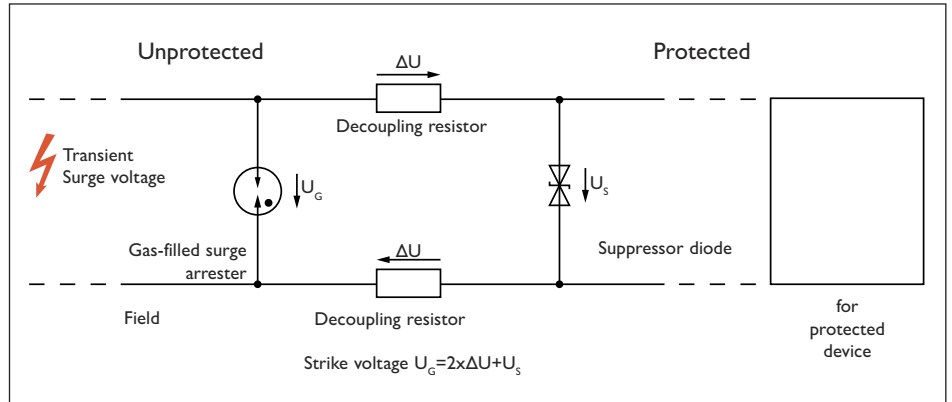 Unprotected
Protected
ΔU
Decoupling resistor
Transient
Surge voltage
U_G
U_S
Gas-filled surge
arrester
ΔU
Suppressor diode
Field
Decoupling resistor
for
protected
device
Strike voltage U_G=2xΔU+U_S